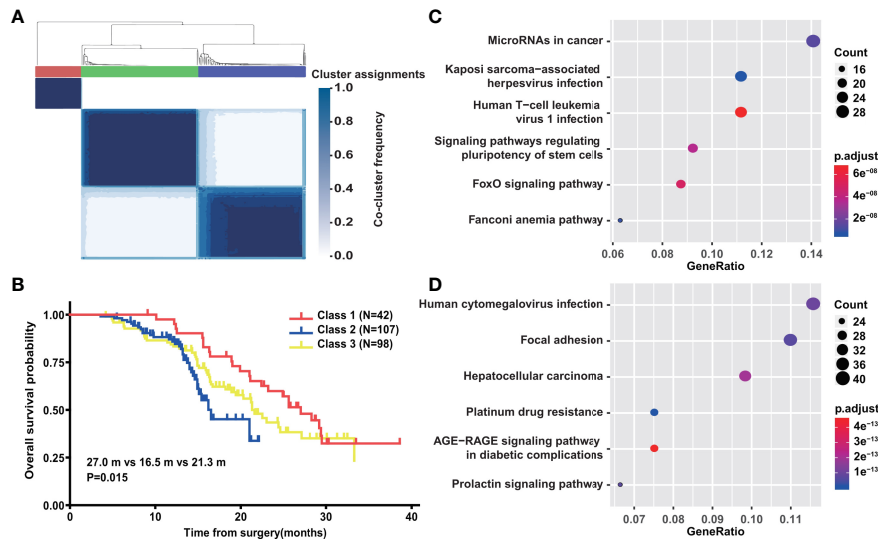 A
Cluster assignments
1.0
0.8
0.6
0.4
0.2
0.0
Co-cluster frequency
B
Overall survival probability
1.00
0.75
0.50
0.25
0.00
Class 1 (N=42)
Class 2 (N=107)
Class 3 (N=98)
27.0 m vs 16.5 m vs 21.3 m
P=0.015
0 10 20 30 40
Time from surgery(months)
C
MicroRNAs in cancer
Kaposi sarcoma−associated
herpesvirus infection
Human T−cell leukemia
virus 1 infection
Signaling pathways regulating
pluripotency of stem cells
FoxO signaling pathway
Fanconi anemia pathway
0.06 0.08 0.10 0.12 0.14
GeneRatio
Count
16
20
24
28
p.adjust
6e−08
4e−08
2e−08
D
Human cytomegalovirus infection
Focal adhesion
Hepatocellular carcinoma
Platinum drug resistance
AGE−RAGE signaling pathway
in diabetic complications
Prolactin signaling pathway
0.07 0.08 0.09 0.10 0.11
GeneRatio
Count
24
28
32
36
40
p.adjust
4e−13
3e−13
2e−13
1e−13